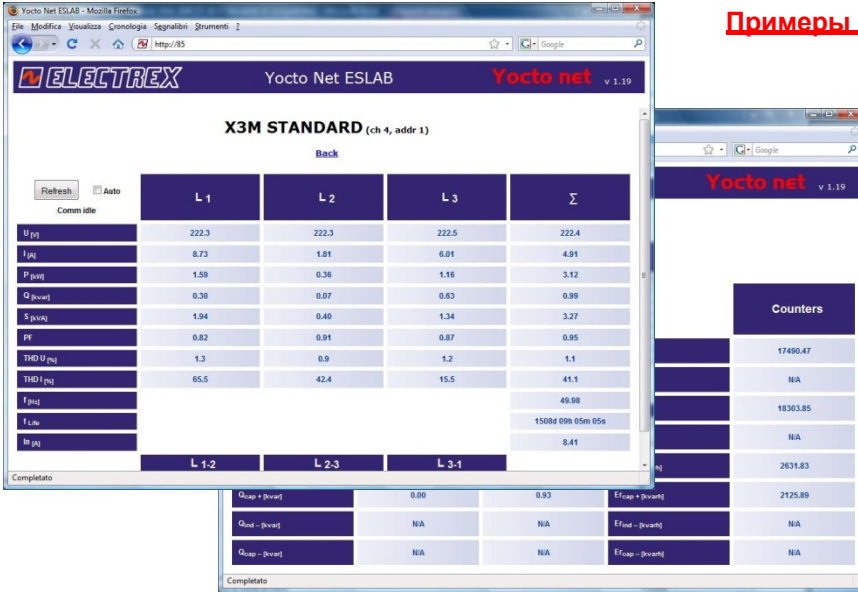 Примеры
Yocto Net ESLAB - Mozilla Firefox
File Modifica Visualizza Cronologia Segnalibri Strumenti ?
http://85 Google
ELECTREX Yocto Net ESLAB Yocto net v 1.19
X3M STANDARD (ch 4, addr 1)
Back
Refresh Auto
Comm idle
L 1 L 2 L 3 Σ
U [V] 222.3 222.3 222.5 222.4
I [A] 8.73 1.81 6.01 4.91
P [kW] 1.59 0.36 1.16 3.12
Q [kvar] 0.30 0.07 0.63 0.99
S [kVA] 1.94 0.40 1.34 3.27
PF 0.82 0.91 0.87 0.95
THD U [%] 1.3 0.9 1.2 1.1
THD I [%] 65.5 42.4 15.5 41.1
f [Hz] 49.98
t Life 1508d 09h 05m 05s
In [A] 8.41
L 1-2 L 2-3 L 3-1
Completato
Google
Yocto net v 1.19
Counters
17490.47
N/A
18303.85
N/A
2631.83
Qcap + [kvar] 0.00 0.93 Ercap + [kvarh] 2125.89
Qind – [kvar] N/A N/A Erind – [kvarh] N/A
Qcap – [kvar] N/A N/A Ercap – [kvarh] N/A
Completato